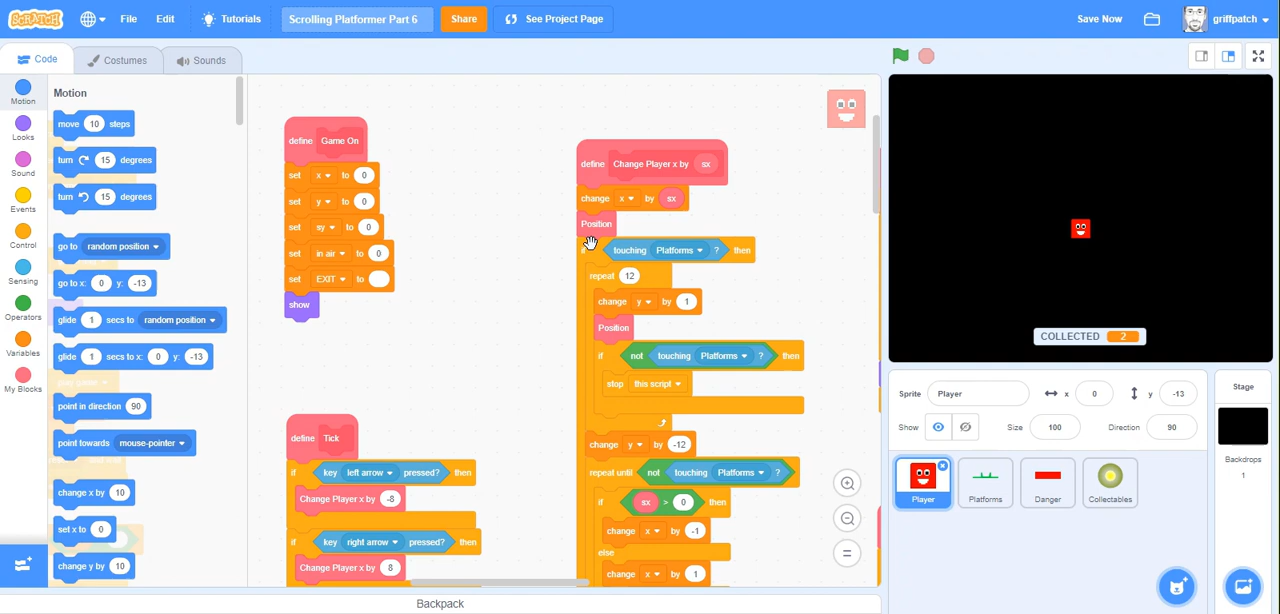 SCRATCH File Edit Tutorials Scrolling Platformer Part 6 Share See Project Page Save Now griffpatch
Code Costumes Sounds
Motion
Looks
Sound
Events
Control
Sensing
Operators
Variables
My Blocks
Motion
move 10 steps
turn 15 degrees
turn 15 degrees
go to random position
go to x: 0 y: -13
glide 1 secs to random position
glide 1 secs to x: 0 y: -13
point in direction 90
point towards mouse-pointer
change x by 10
set x to 0
change y by 10
define Game On
set x to 0
set y to 0
set sy to 0
set in air to 0
set EXIT to
show
define Tick
if key left arrow pressed? then
Change Player x by -8
if key right arrow pressed? then
Change Player x by 8
define Change Player x by sx
change x by sx
Position
if touching Platforms ? then
repeat 12
change y by 1
Position
if not touching Platforms ? then
stop this script
change y by -12
repeat until not touching Platforms ?
if sx > 0 then
change x by -1
else
change x by 1
Backpack
COLLECTED 2
Sprite Player x 0 y -13
Show Size 100 Direction 90
Player Platforms Danger Collectables
Stage
Backdrops
1